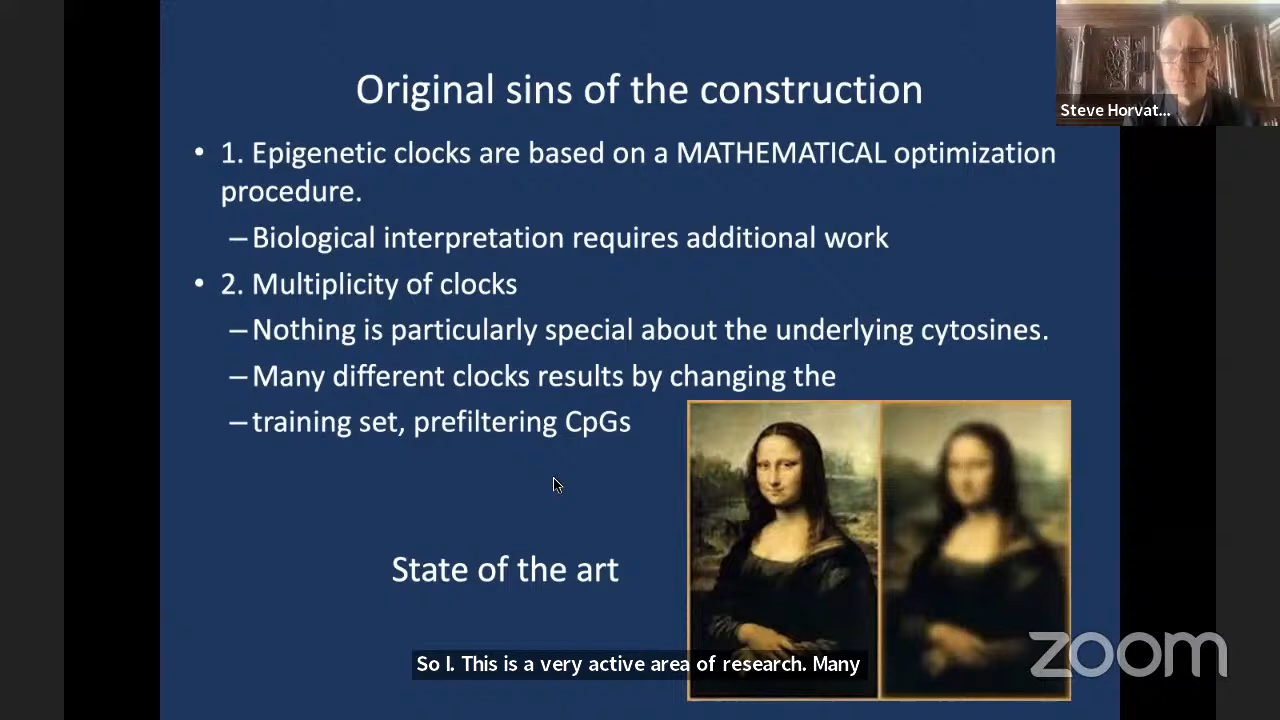 Original sins of the construction
Steve Horvat...
• 1. Epigenetic clocks are based on a MATHEMATICAL optimization
procedure.
– Biological interpretation requires additional work
• 2. Multiplicity of clocks
– Nothing is particularly special about the underlying cytosines.
– Many different clocks results by changing the
– training set, prefiltering CpGs
State of the art
So I. This is a very active area of research. Many
zoom